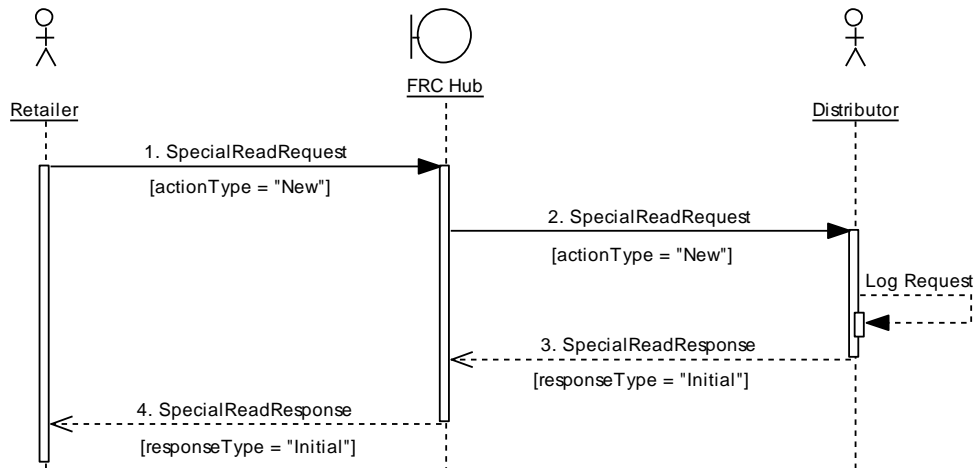 FRC Hub
Retailer
Distributor
1. SpecialReadRequest
[actionType = "New"]
2. SpecialReadRequest
[actionType = "New"]
Log Request
3. SpecialReadResponse
[responseType = "Initial"]
4. SpecialReadResponse
[responseType = "Initial"]